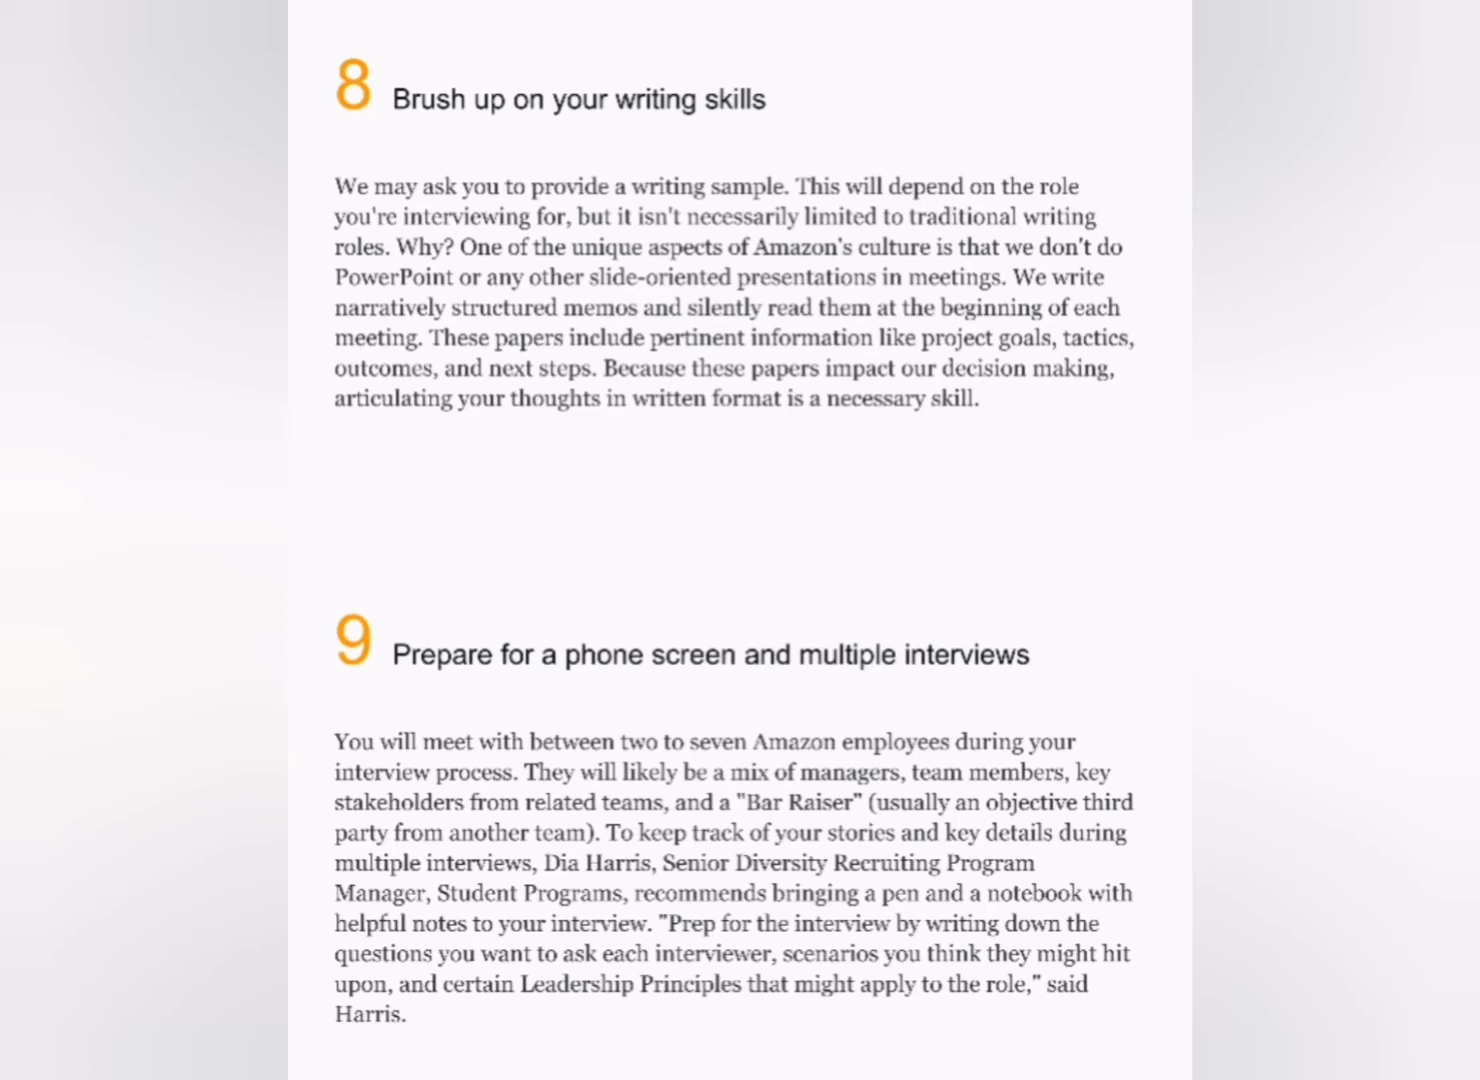 8 Brush up on your writing skills
We may ask you to provide a writing sample. This will depend on the role
you're interviewing for, but it isn't necessarily limited to traditional writing
roles. Why? One of the unique aspects of Amazon's culture is that we don't do
PowerPoint or any other slide-oriented presentations in meetings. We write
narratively structured memos and silently read them at the beginning of each
meeting. These papers include pertinent information like project goals, tactics,
outcomes, and next steps. Because these papers impact our decision making,
articulating your thoughts in written format is a necessary skill.
9 Prepare for a phone screen and multiple interviews
You will meet with between two to seven Amazon employees during your
interview process. They will likely be a mix of managers, team members, key
stakeholders from related teams, and a "Bar Raiser" (usually an objective third
party from another team). To keep track of your stories and key details during
multiple interviews, Dia Harris, Senior Diversity Recruiting Program
Manager, Student Programs, recommends bringing a pen and a notebook with
helpful notes to your interview. "Prep for the interview by writing down the
questions you want to ask each interviewer, scenarios you think they might hit
upon, and certain Leadership Principles that might apply to the role," said
Harris.